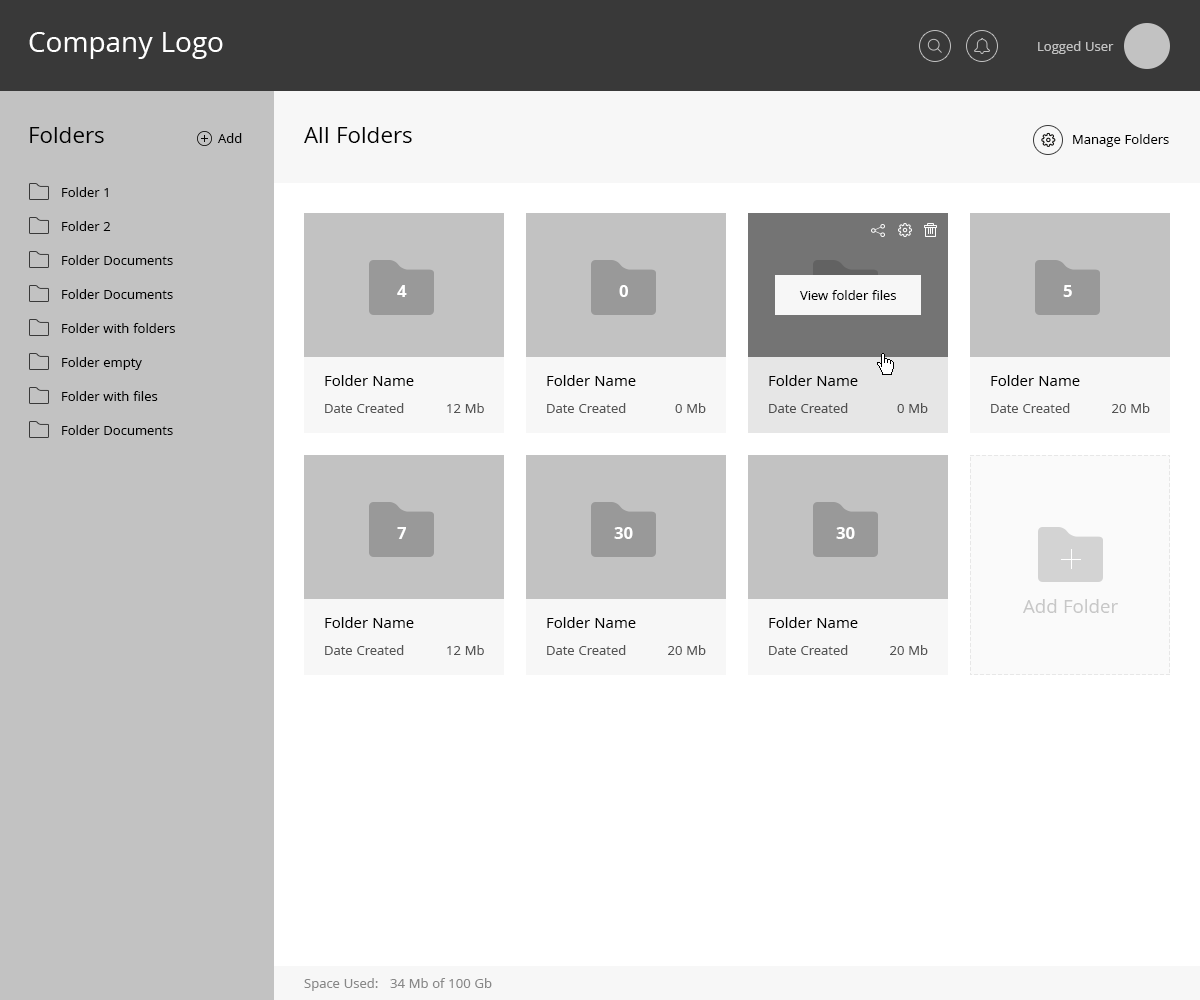 Company Logo
Logged User
Folders
Add
Folder 1
Folder 2
Folder Documents
Folder Documents
Folder with folders
Folder empty
Folder with files
Folder Documents
All Folders
Manage Folders
4
Folder Name
Date Created 12 Mb
0
Folder Name
Date Created 0 Mb
View folder files
Folder Name
Date Created 0 Mb
5
Folder Name
Date Created 20 Mb
7
Folder Name
Date Created 12 Mb
30
Folder Name
Date Created 20 Mb
30
Folder Name
Date Created 20 Mb
Add Folder
Space Used: 34 Mb of 100 Gb